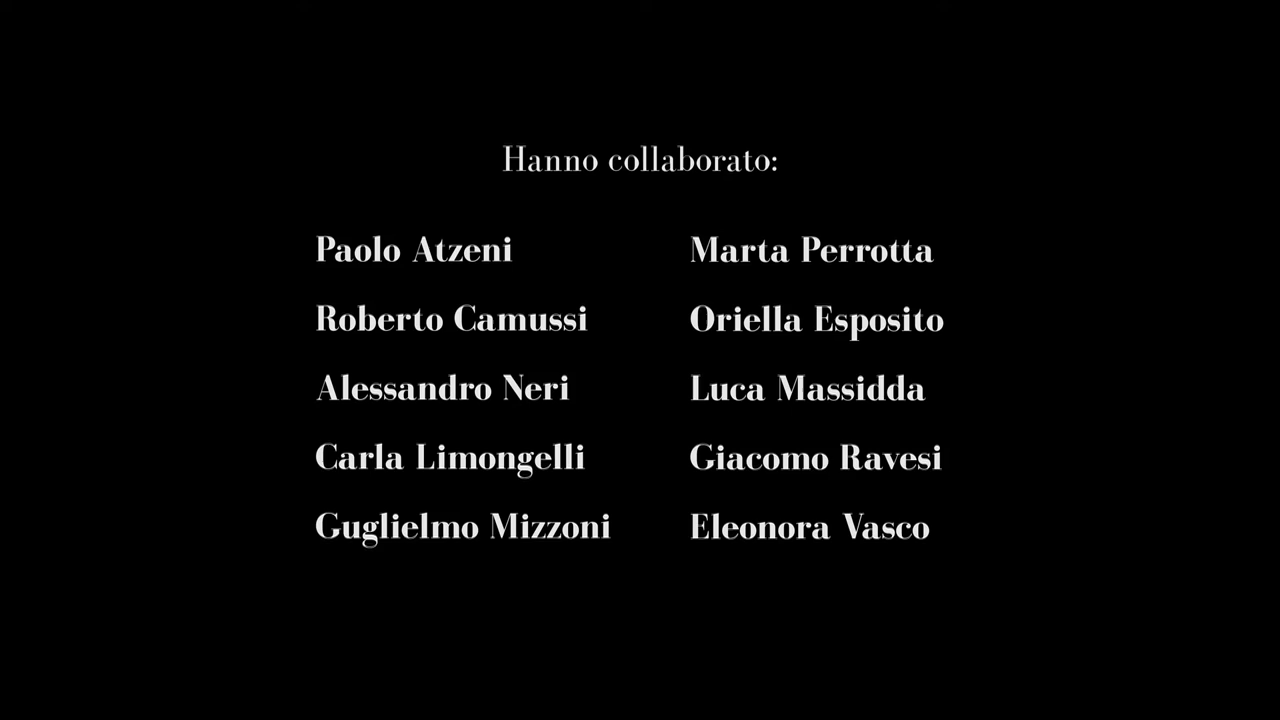 Hanno collaborato:
Paolo Atzeni
Roberto Camussi
Alessandro Neri
Carla Limongelli
Guglielmo Mizzoni
Marta Perrotta
Oriella Esposito
Luca Massidda
Giacomo Ravesi
Eleonora Vasco